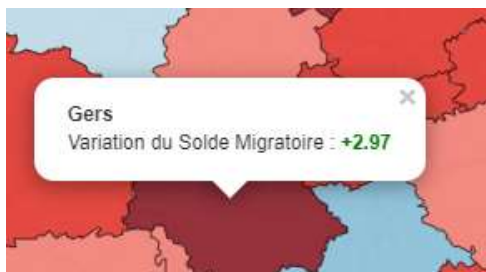 Gers
Variation du Solde Migratoire : +2.97